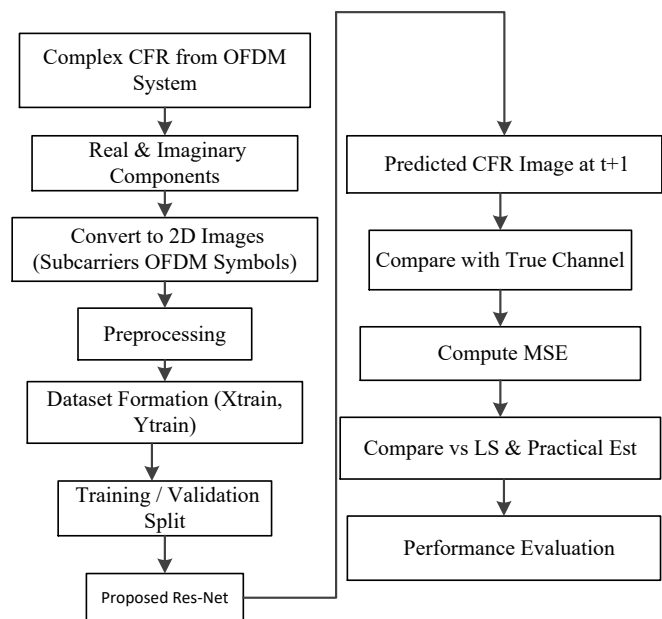 Complex CFR from OFDM
System
Real & Imaginary
Components
Convert to 2D Images
(Subcarriers OFDM Symbols)
Preprocessing
Dataset Formation (Xtrain,
Ytrain)
Training / Validation
Split
Proposed Res-Net
Predicted CFR Image at t+1
Compare with True Channel
Compute MSE
Compare vs LS & Practical Est
Performance Evaluation